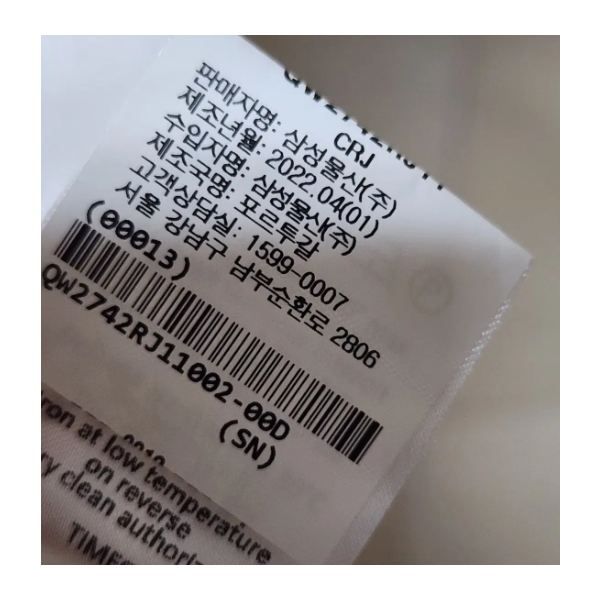 CRJ
판매자명: 삼성물산(주)
제조년월: 2022.04(01)
수입자명: 삼성물산(주)
제조국명: 포르투갈
고객상담실: 1599-0007
서울 강남구 남부순환로 2806
(00013)
QW2742RJ11002-00D
(SN)
iron at low temperature
on reverse
dry clean authoriz